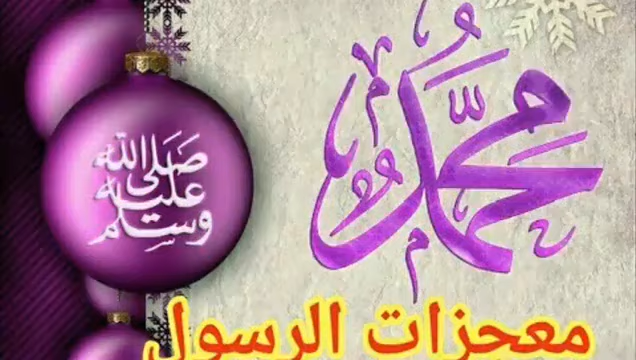 محمد
صلى الله
عليه
وسلم
معجزات الرسول